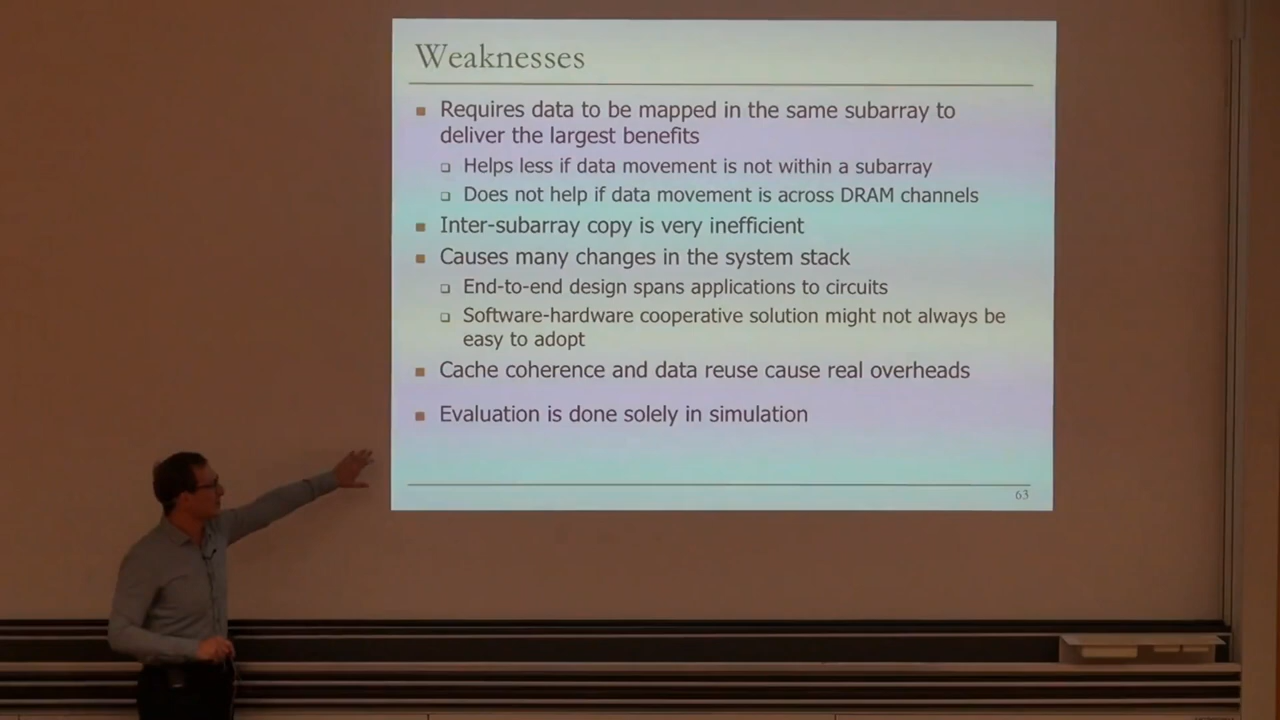 Weaknesses
Requires data to be mapped in the same subarray to
deliver the largest benefits
Helps less if data movement is not within a subarray
Does not help if data movement is across DRAM channels
Inter-subarray copy is very inefficient
Causes many changes in the system stack
End-to-end design spans applications to circuits
Software-hardware cooperative solution might not always be
easy to adopt
Cache coherence and data reuse cause real overheads
Evaluation is done solely in simulation
63